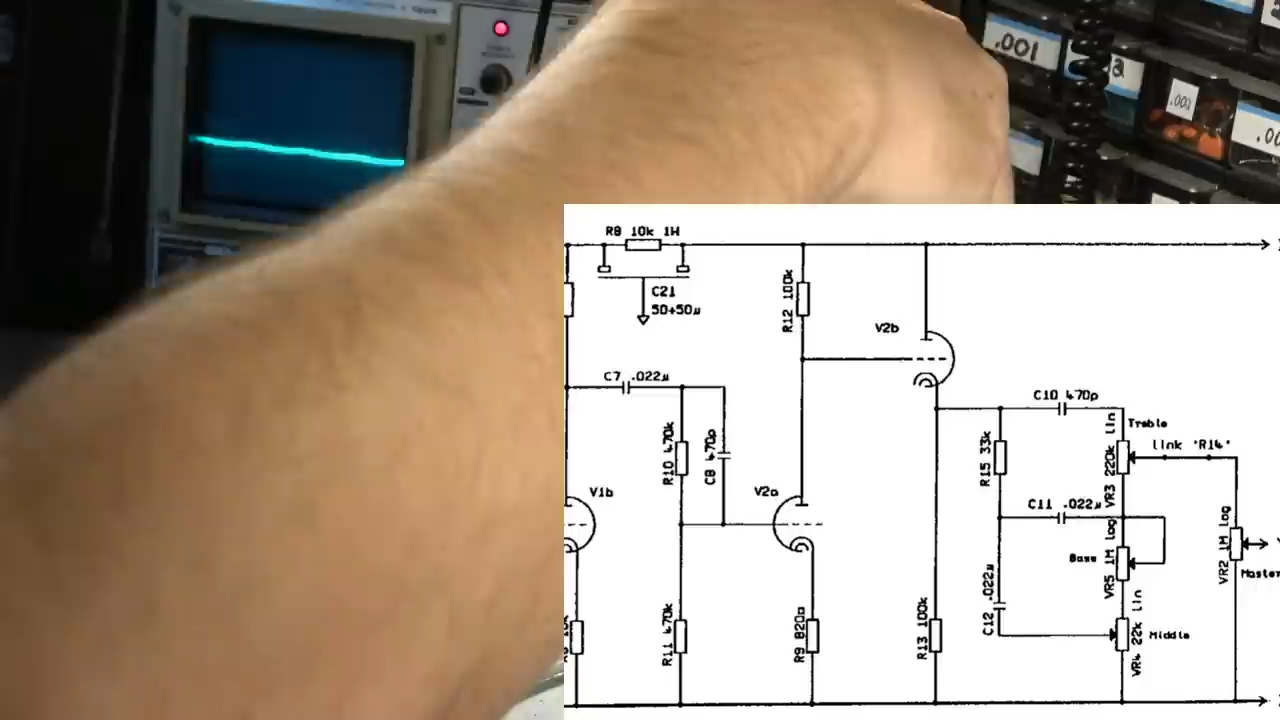 .001
.002
.00
R8 10k 1W
C21
50+50µ
R12 100k
V2b
C7 .022µ
C10 470p
Lin
Treble
link 'R14'
R10 470k
C8 470p
R15 33k
VR3 220k
V1b
V2a
C11 .022µ
Bass
VR5 1M log
VR2 1M log
Master
C12 .022µ
R11 470k
R9 820Ω
R13 100k
VR4 22k Lin
Middle